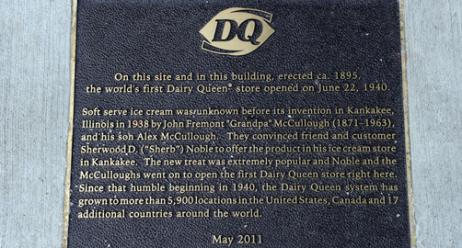 DQ
On this site and in this building, erected ca. 1895,
the world's first Dairy Queen® store opened on June 22, 1940.
Soft serve ice cream was unknown before its invention in Kankakee,
Illinois in 1938 by John Fremont "Grandpa" McCullough (1871-1963),
and his son Alex McCullough. They convinced friend and customer
Sherwood D. ("Sherb") Noble to offer the product in his ice cream store
in Kankakee. The new treat was extremely popular and Noble and the
McCulloughs went on to open the first Dairy Queen store right here.
Since that humble beginning in 1940, the Dairy Queen system has
grown to more than 5,900 locations in the United States, Canada and 17
additional countries around the world.
May 2011